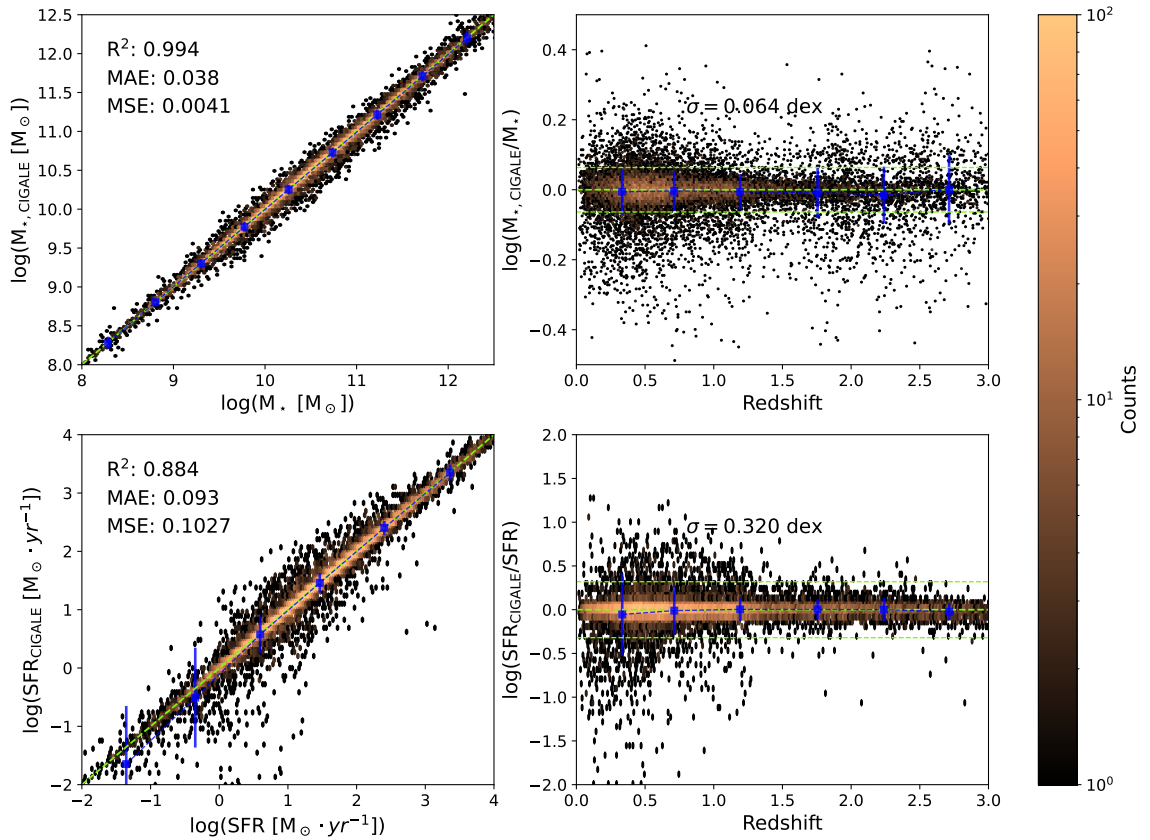 12.5
12.0
11.5
11.0
10.5
10.0
9.5
9.0
8.5
8.0
log(M⋆,CIGALE [M⊙])
R²: 0.994
MAE: 0.038
MSE: 0.0041
8 9 10 11 12
log(M⋆ [M⊙])
0.4
0.2
0.0
−0.2
−0.4
log(M⋆,CIGALE/M⋆)
σ = 0.064 dex
0.0 0.5 1.0 1.5 2.0 2.5 3.0
Redshift
4
3
2
1
0
−1
−2
log(SFRCIGALE [M⊙ · yr⁻¹])
R²: 0.884
MAE: 0.093
MSE: 0.1027
−2 −1 0 1 2 3 4
log(SFR [M⊙ · yr⁻¹])
2.0
1.5
1.0
0.5
0.0
−0.5
−1.0
−1.5
−2.0
log(SFRCIGALE/SFR)
σ = 0.320 dex
0.0 0.5 1.0 1.5 2.0 2.5 3.0
Redshift
10²
10¹
10⁰
Counts